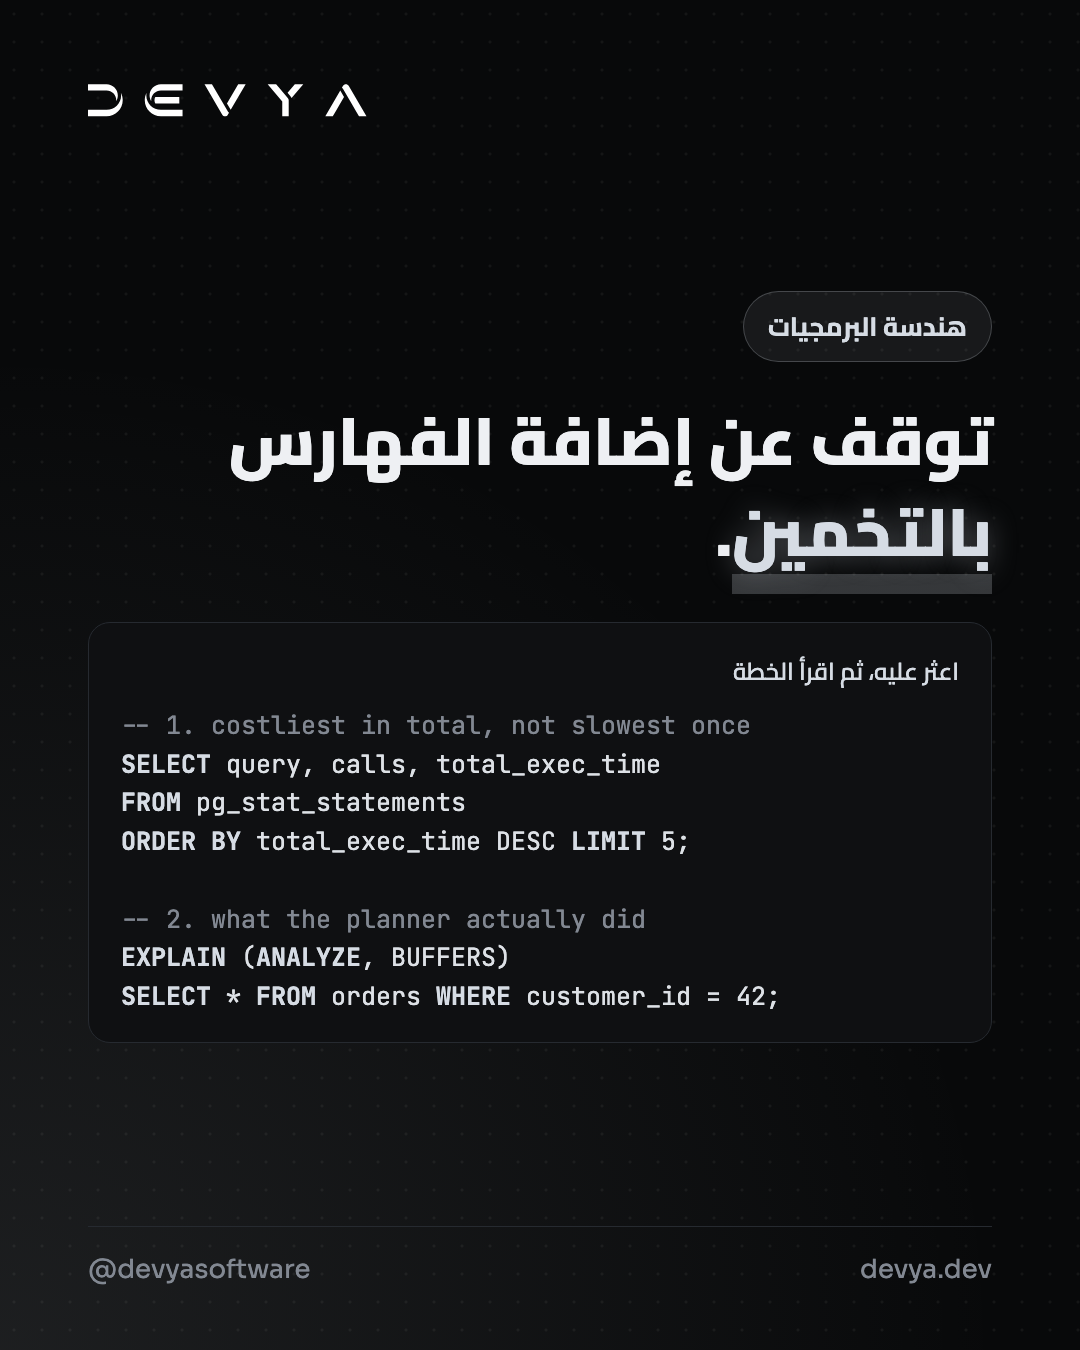 DEVYA
هندسة البرمجيات
توقف عن إضافة الفهارس
بالتخمين.
اعثر عليه، ثم اقرأ الخطة
-- 1. costliest in total, not slowest once
SELECT query, calls, total_exec_time
FROM pg_stat_statements
ORDER BY total_exec_time DESC LIMIT 5;
-- 2. what the planner actually did
EXPLAIN (ANALYZE, BUFFERS)
SELECT * FROM orders WHERE customer_id = 42;
@devyasoftware
devya.dev